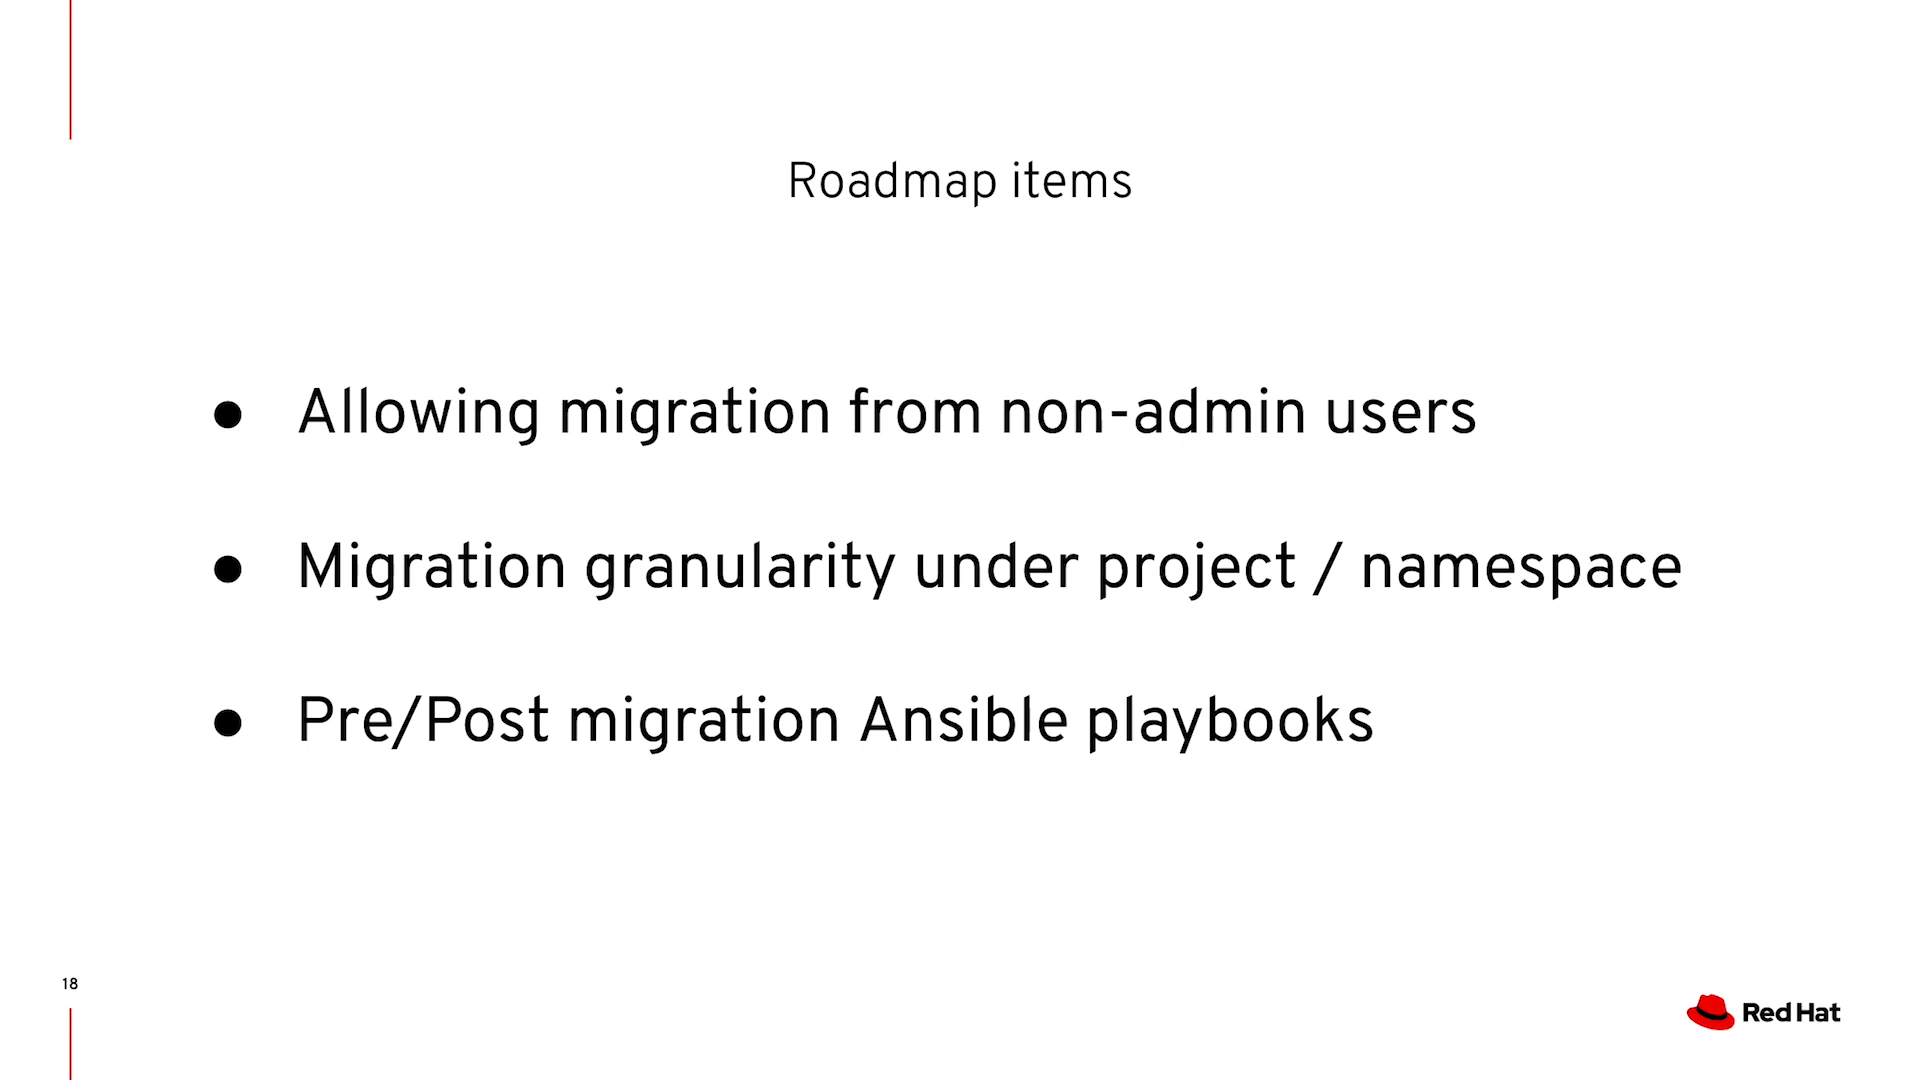 Roadmap items
● Allowing migration from non-admin users
● Migration granularity under project / namespace
● Pre/Post migration Ansible playbooks
18
Red Hat